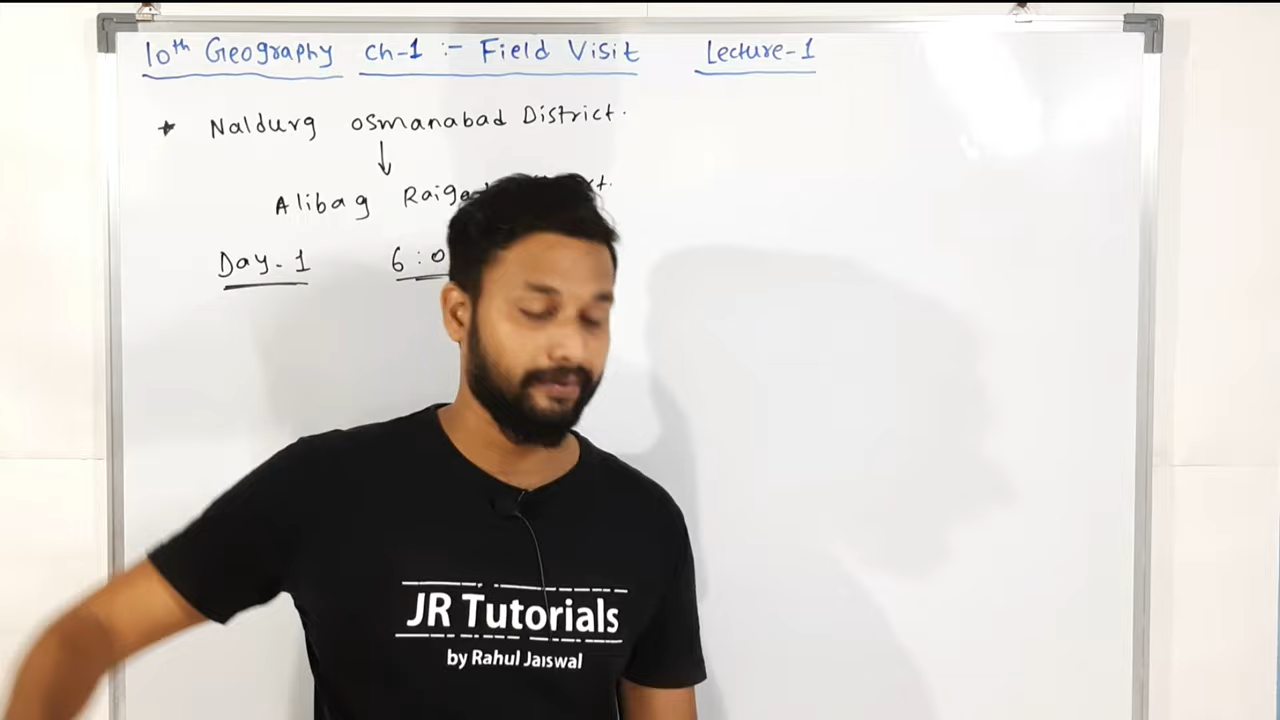 10th Geography ch-1 :- Field Visit Lecture-1
* Naldurg osmanabad District.
↓
Alibag
Day-1
JR Tutorials
by Rahul Jaiswal